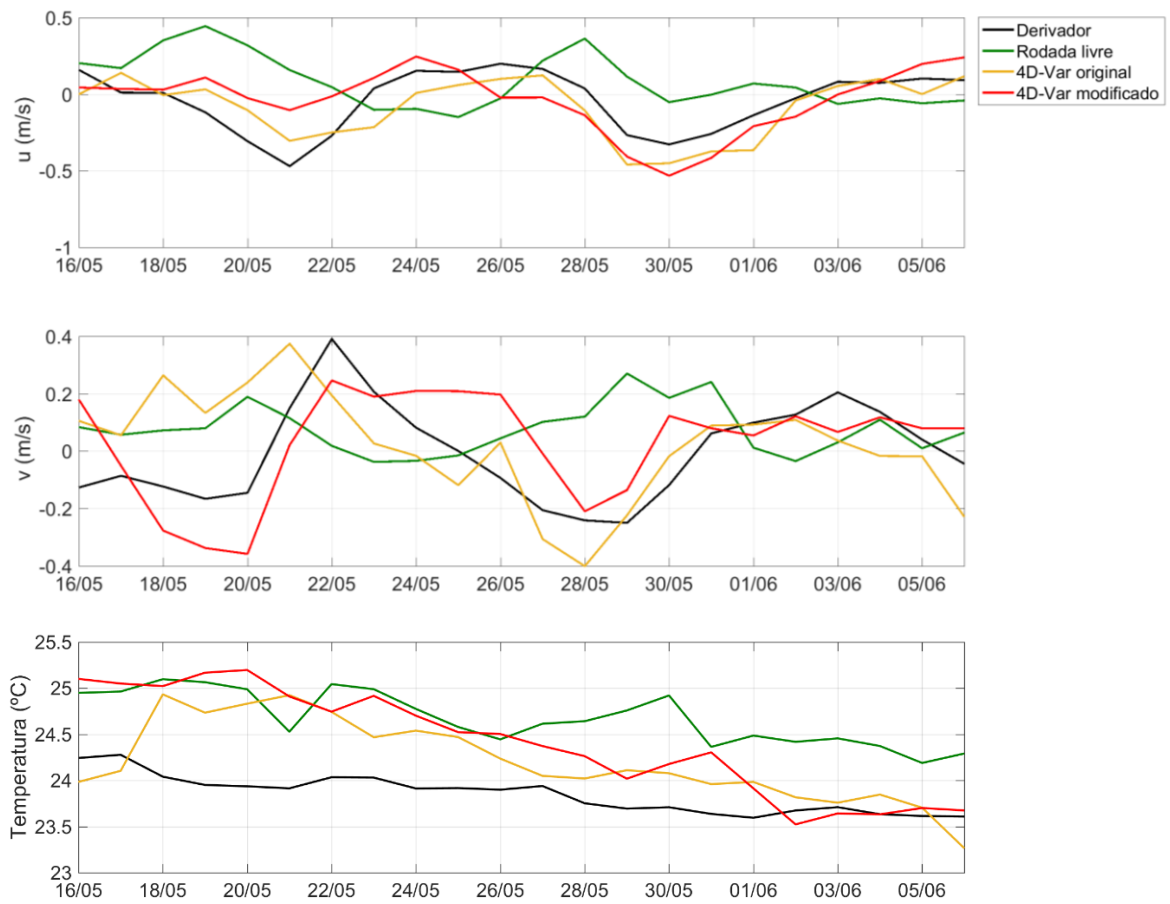 Derivador
Rodada livre
4D-Var original
4D-Var modificado
u (m/s)
0.5
0
-0.5
-1
16/05 18/05 20/05 22/05 24/05 26/05 28/05 30/05 01/06 03/06 05/06
v (m/s)
0.4
0.2
0
-0.2
-0.4
16/05 18/05 20/05 22/05 24/05 26/05 28/05 30/05 01/06 03/06 05/06
Temperatura (ºC)
25.5
25
24.5
24
23.5
23
16/05 18/05 20/05 22/05 24/05 26/05 28/05 30/05 01/06 03/06 05/06